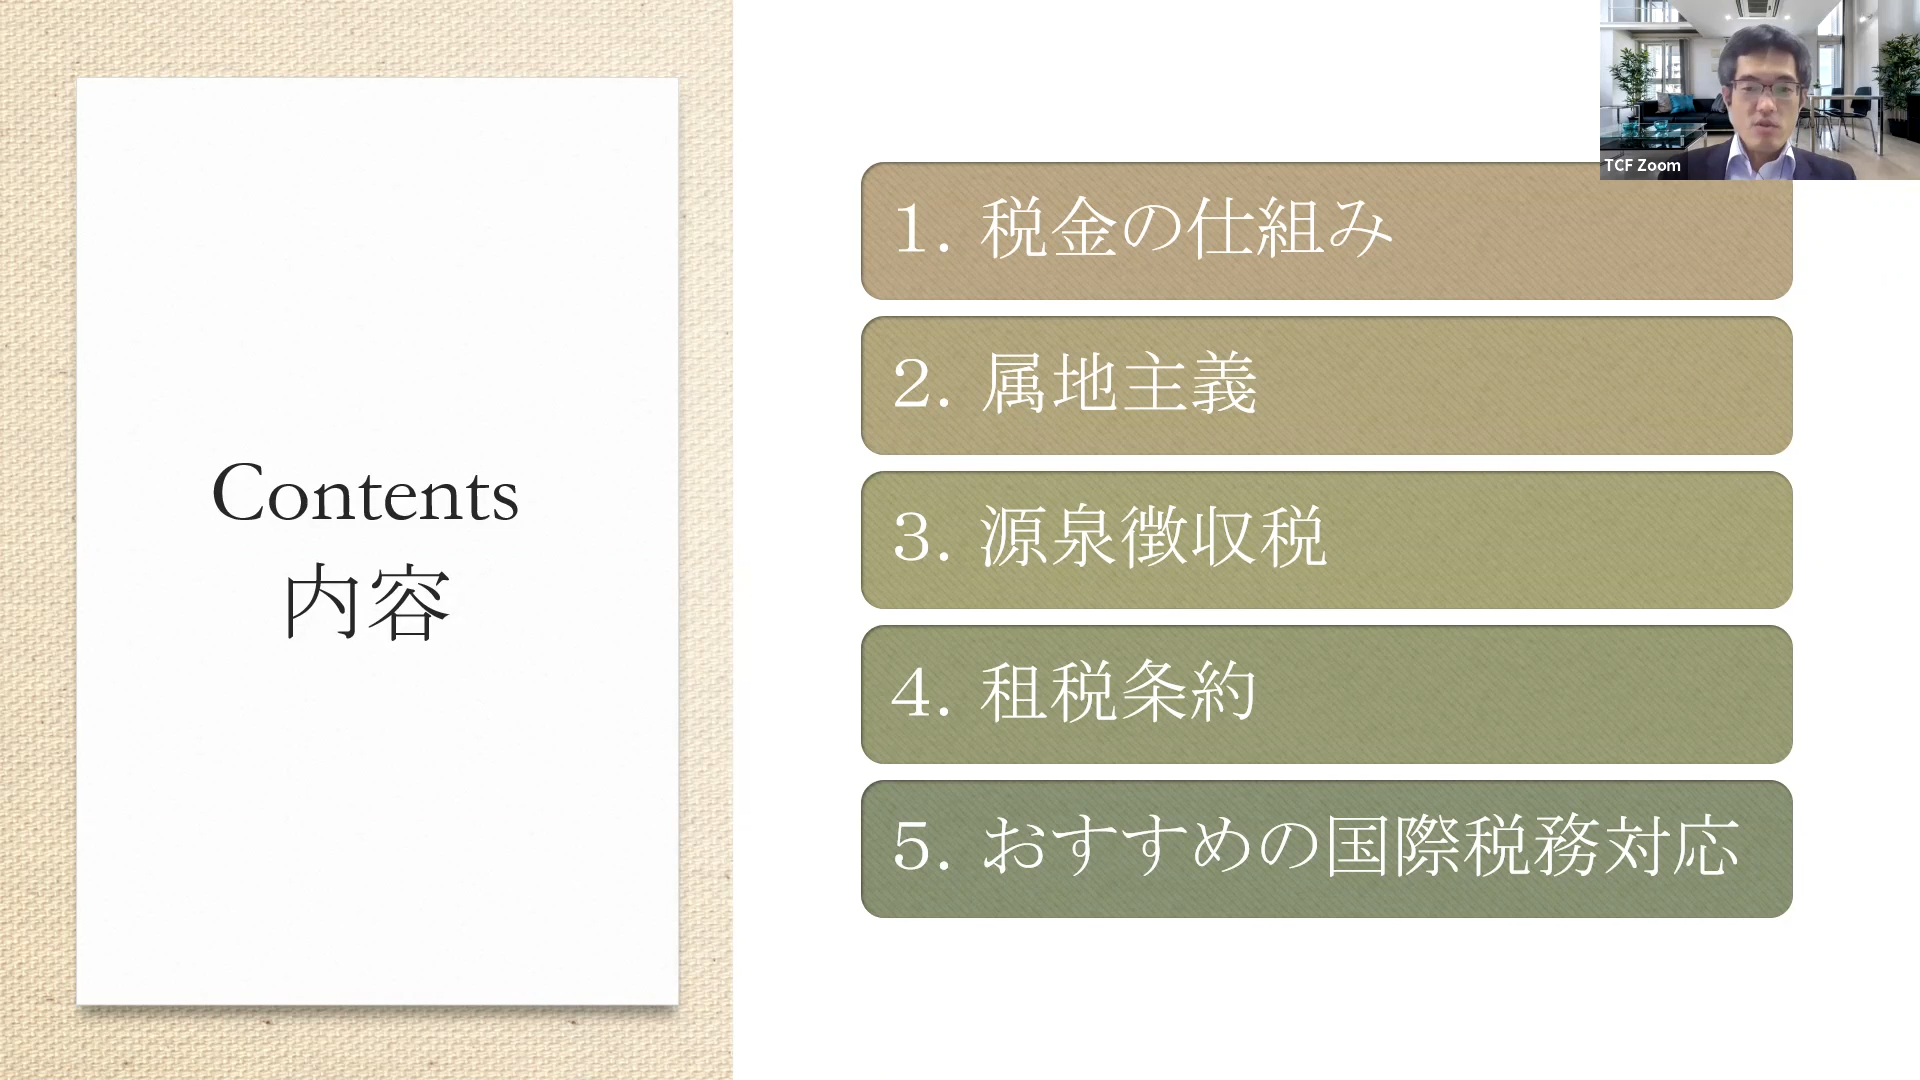 Contents
内容
1. 税金の仕組み
2. 属地主義
3. 源泉徴収税
4. 租税条約
5. おすすめの国際税務対応
TCF Zoom